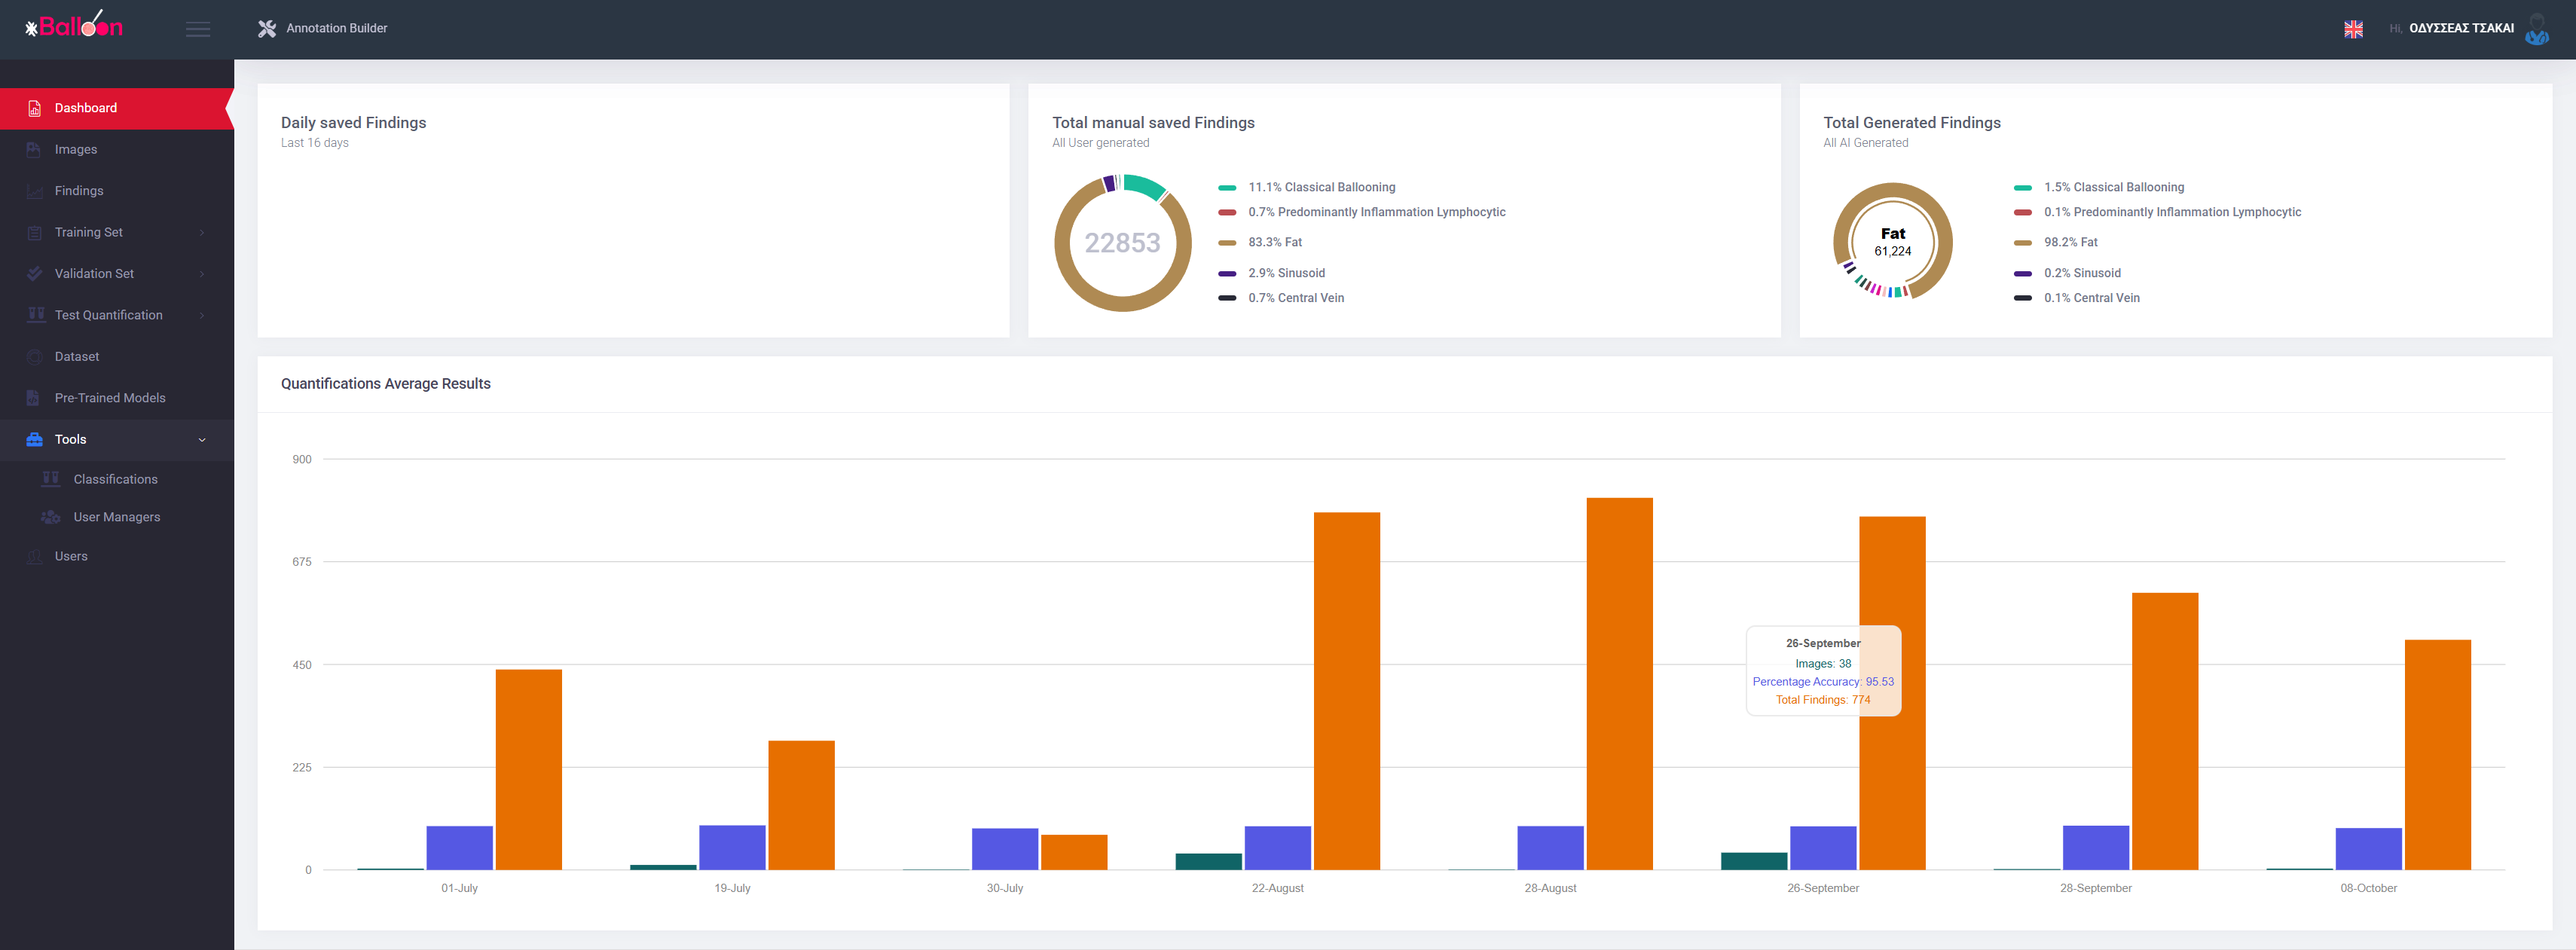 Balloon
Annotation Builder
Hi, ΟΔΥΣΣΕΑΣ ΤΣΑΚΑΙ
Dashboard
Images
Findings
Training Set
Validation Set
Test Quantification
Dataset
Pre-Trained Models
Tools
Classifications
User Managers
Users
Daily saved Findings
Last 16 days
Total manual saved Findings
All User generated
22853
11.1% Classical Ballooning
0.7% Predominantly Inflammation Lymphocytic
83.3% Fat
2.9% Sinusoid
0.7% Central Vein
Total Generated Findings
All AI Generated
Fat
61,224
1.5% Classical Ballooning
0.1% Predominantly Inflammation Lymphocytic
98.2% Fat
0.2% Sinusoid
0.1% Central Vein
Quantifications Average Results
900
675
450
225
0
26-September
Images: 38
Percentage Accuracy: 95.53
Total Findings: 774
01-July
19-July
30-July
22-August
28-August
26-September
28-September
08-October